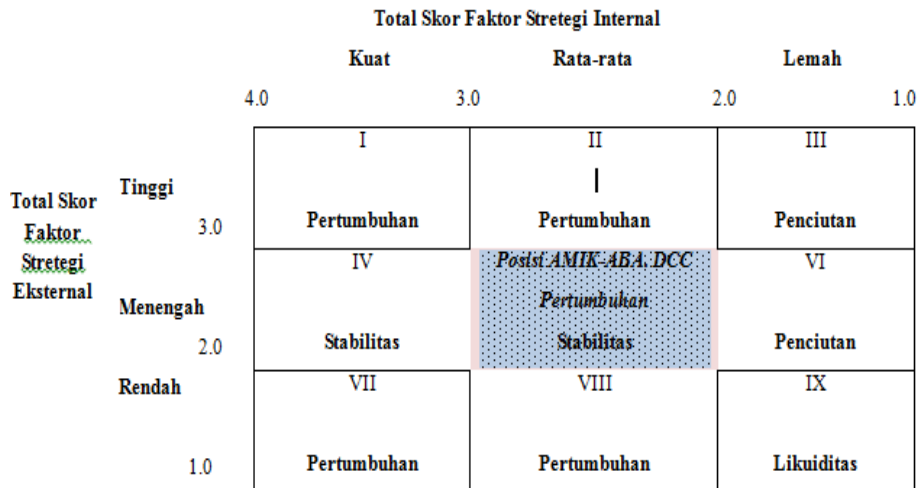 Total Skor Faktor Stretegi Internal
Kuat Rata-rata Lemah
4.0 3.0 2.0 1.0
I II III
Tinggi
Total Skor
Faktor
Stretegi
Eksternal
3.0
Pertumbuhan Pertumbuhan Penciutan
IV Posisi AMIK-ABA. DCC VI
Menengah
Pertumbuhan
2.0
Stabilitas Stabilitas Penciutan
Rendah
VII VIII IX
1.0
Pertumbuhan Pertumbuhan Likuiditas